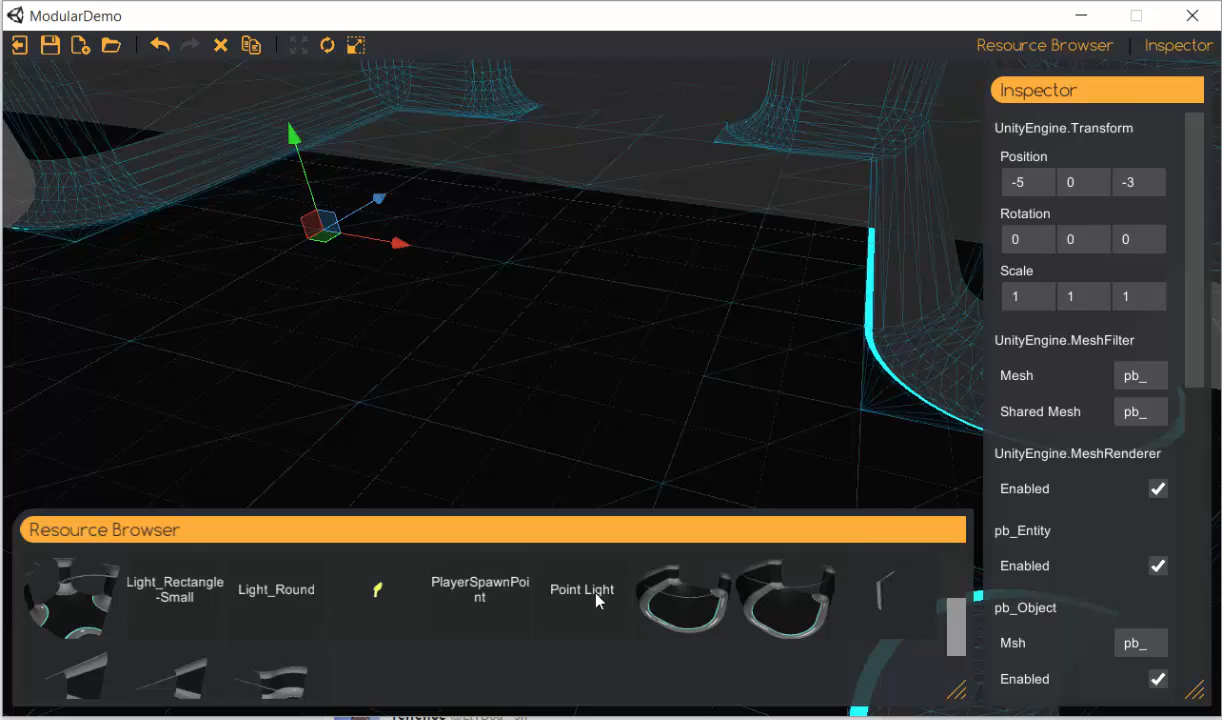 ModularDemo
Resource Browser
Inspector
Inspector
UnityEngine.Transform
Position
-5 0 -3
Rotation
0 0 0
Scale
1 1 1
UnityEngine.MeshFilter
Mesh pb_
Shared Mesh pb_
UnityEngine.MeshRenderer
Enabled
pb_Entity
Enabled
pb_Object
Msh pb_
Enabled
Resource Browser
Light_Rectangle
-Small
Light_Round
PlayerSpawnPoi
nt
Point Light